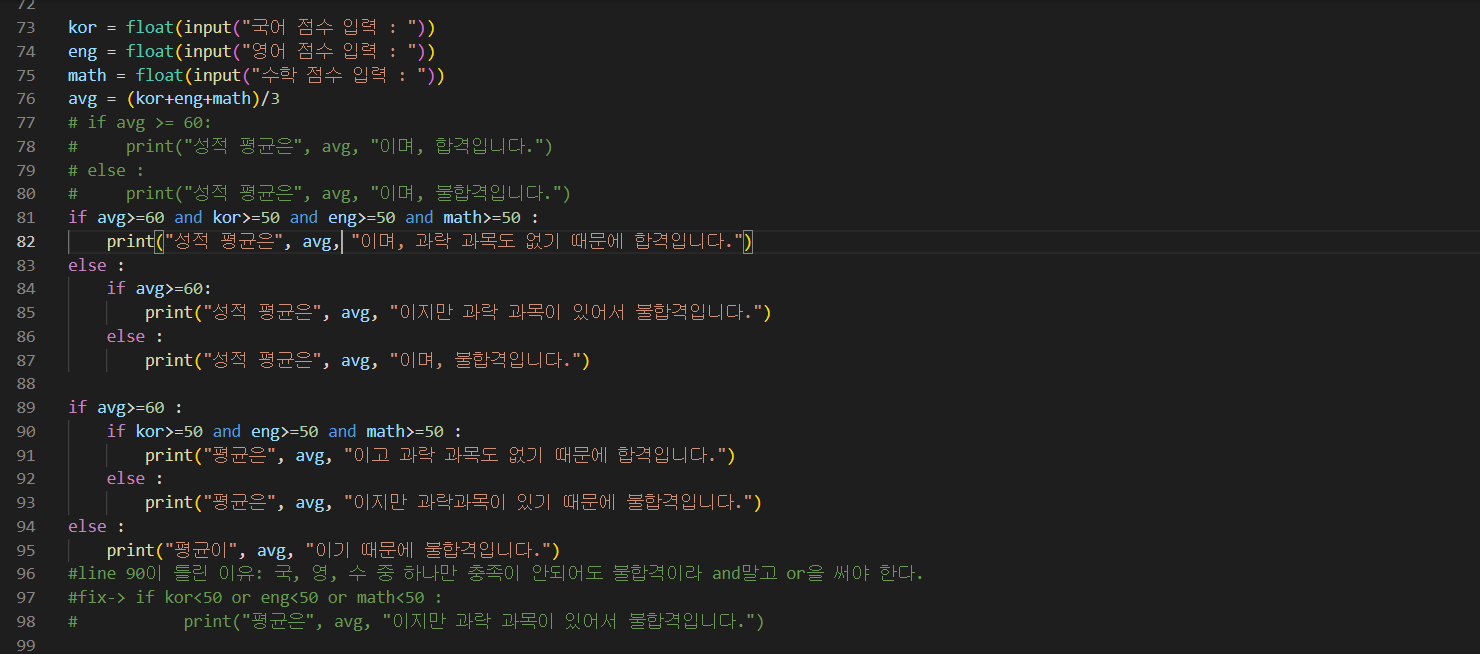 72
73 kor = float(input("국어 점수 입력 : "))
74 eng = float(input("영어 점수 입력 : "))
75 math = float(input("수학 점수 입력 : "))
76 avg = (kor+eng+math)/3
77 # if avg >= 60:
78 #     print("성적 평균은", avg, "이며, 합격입니다.")
79 # else :
80 #     print("성적 평균은", avg, "이며, 불합격입니다.")
81 if avg>=60 and kor>=50 and eng>=50 and math>=50 :
82     print("성적 평균은", avg, "이며, 과락 과목도 없기 때문에 합격입니다.")
83 else :
84     if avg>=60:
85         print("성적 평균은", avg, "이지만 과락 과목이 있어서 불합격입니다.")
86     else :
87         print("성적 평균은", avg, "이며, 불합격입니다.")
88
89 if avg>=60 :
90     if kor>=50 and eng>=50 and math>=50 :
91         print("평균은", avg, "이고 과락 과목도 없기 때문에 합격입니다.")
92     else :
93         print("평균은", avg, "이지만 과락과목이 있기 때문에 불합격입니다.")
94 else :
95     print("평균이", avg, "이기 때문에 불합격입니다.")
96 #line 90이 틀린 이유: 국, 영, 수 중 하나만 충족이 안되어도 불합격이라 and말고 or을 써야 한다.
97 #fix-> if kor<50 or eng<50 or math<50 :
98 #           print("평균은", avg, "이지만 과락 과목이 있어서 불합격입니다.")
99